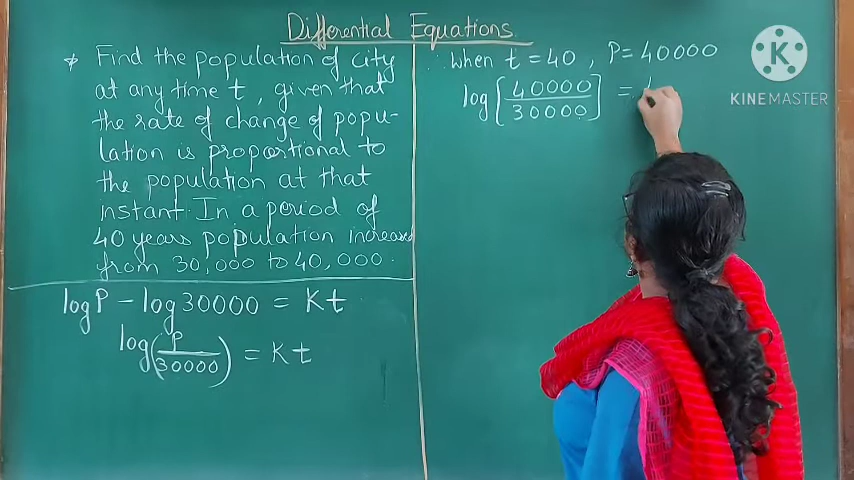 Differential Equations
* Find the population of city
at any time t, given that
the rate of change of popu-
lation is proportional to
the population at that
instant. In a period of
40 years population increased
from 30,000 to 40,000.
log P - log 30000 = Kt
log(P/30000) = Kt
∴ when t = 40, P = 40000
log[40000/30000] =
KINEMASTER